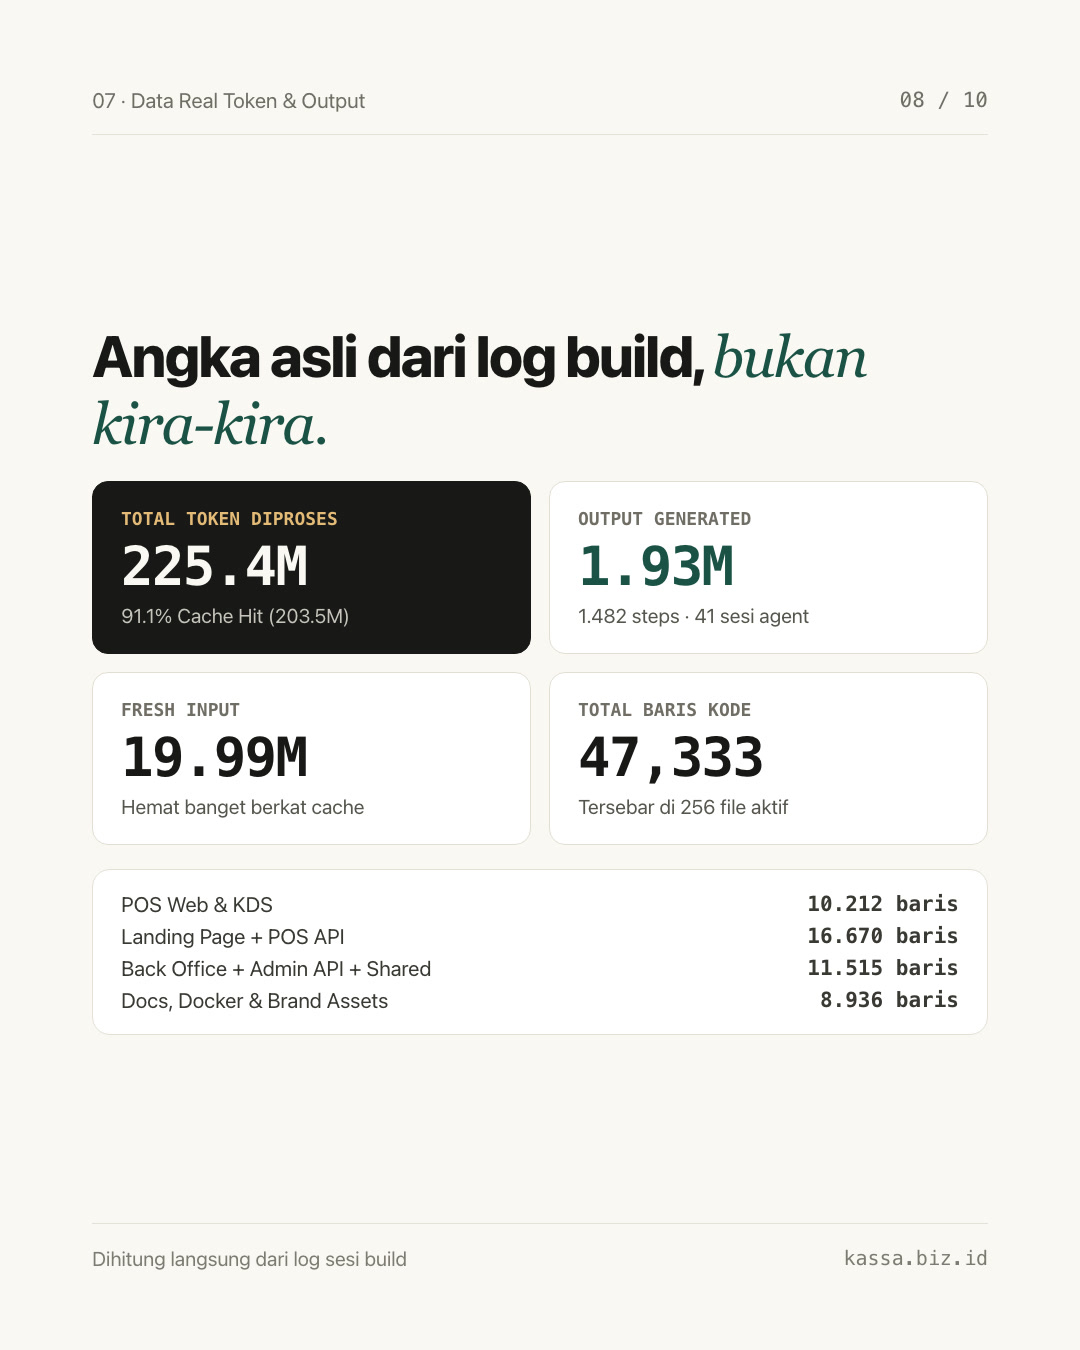 07 · Data Real Token & Output
08 / 10
Angka asli dari log build, bukan
kira-kira.
TOTAL TOKEN DIPROSES
225.4M
91.1% Cache Hit (203.5M)
OUTPUT GENERATED
1.93M
1.482 steps · 41 sesi agent
FRESH INPUT
19.99M
Hemat banget berkat cache
TOTAL BARIS KODE
47,333
Tersebar di 256 file aktif
POS Web & KDS 10.212 baris
Landing Page + POS API 16.670 baris
Back Office + Admin API + Shared 11.515 baris
Docs, Docker & Brand Assets 8.936 baris
Dihitung langsung dari log sesi build
kassa.biz.id